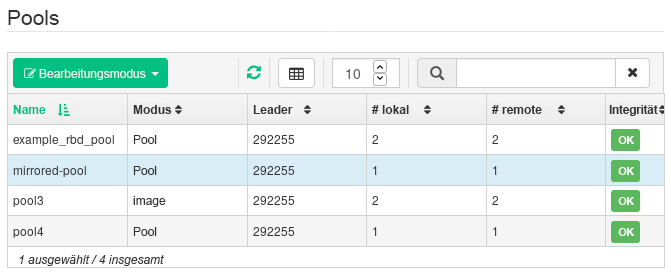 Pools
Bearbeitungsmodus
10
Name Modus Leader # lokal # remote Integrität
example_rbd_pool Pool 292255 2 2 OK
mirrored-pool Pool 292255 1 1 OK
pool3 image 292255 2 2 OK
pool4 Pool 292255 1 1 OK
1 ausgewählt / 4 insgesamt